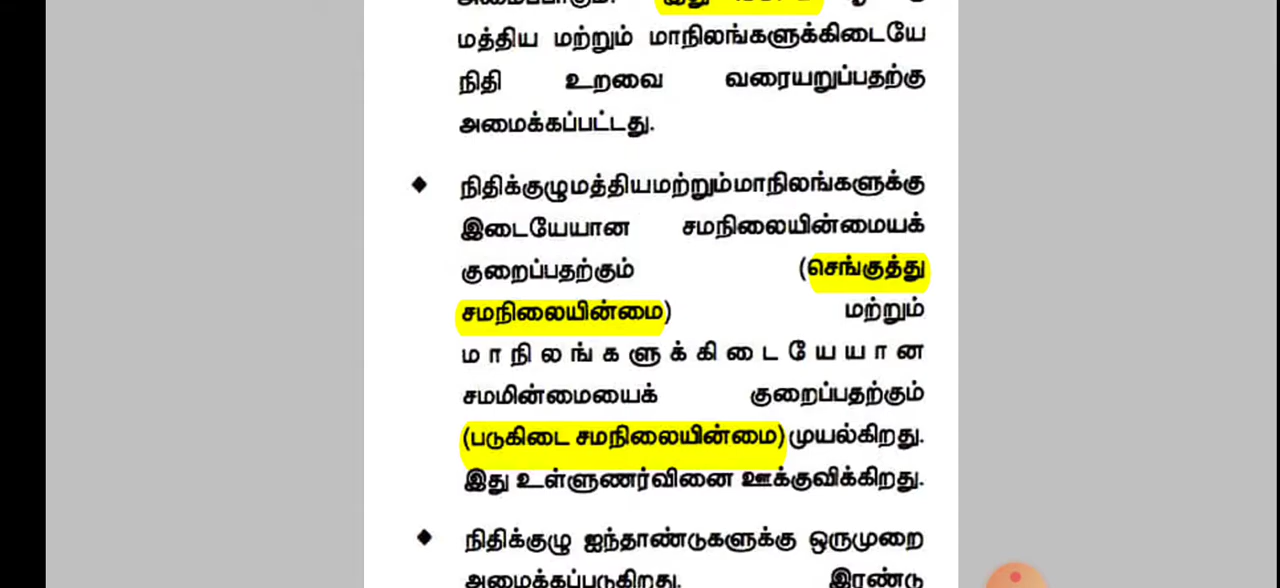 மத்திய மற்றும் மாநிலங்களுக்கிடையே
நிதி உறவை வரையறுப்பதற்கு
அமைக்கப்பட்டது.
♦ நிதிக்குழுமத்தியமற்றும்மாநிலங்களுக்கு
இடையேயான சமநிலையின்மையக்
குறைப்பதற்கும் (செங்குத்து
சமநிலையின்மை) மற்றும்
மாநிலங்களுக்கிடையேயான
சமமின்மையைக் குறைப்பதற்கும்
(படுகிடை சமநிலையின்மை) முயல்கிறது.
இது உள்ளுணர்வினை ஊக்குவிக்கிறது.
♦ நிதிக்குழு ஐந்தாண்டுகளுக்கு ஒருமுறை
அமைக்கப்படுகிறது. இரண்டு